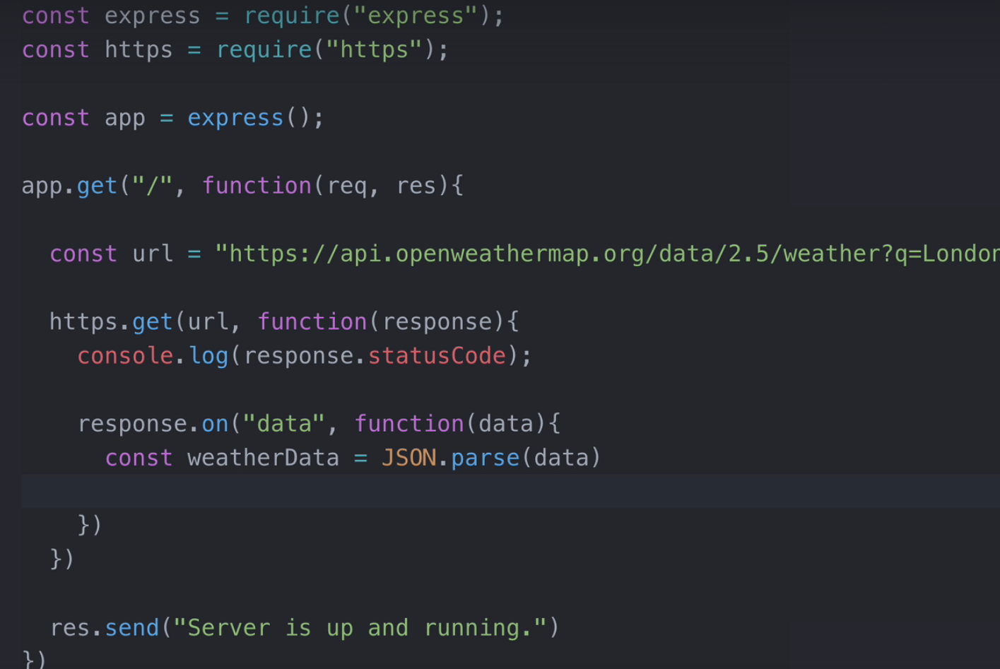 const express = require("express");
const https = require("https");
const app = express();
app.get("/", function(req, res){
const url = "https://api.openweathermap.org/data/2.5/weather?q=London
https.get(url, function(response){
console.log(response.statusCode);
response.on("data", function(data){
const weatherData = JSON.parse(data)
})
})
res.send("Server is up and running.")
})